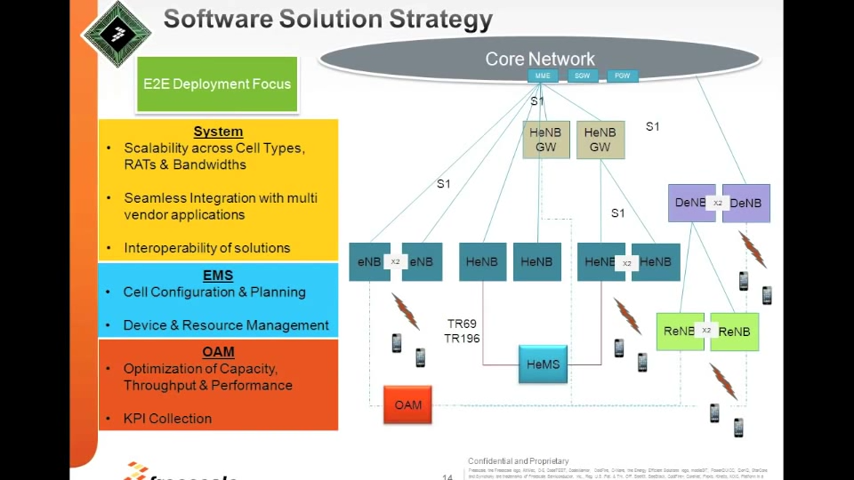 Software Solution Strategy
E2E Deployment Focus
System
• Scalability across Cell Types,
RATs & Bandwidths
• Seamless Integration with multi
vendor applications
• Interoperability of solutions
EMS
• Cell Configuration & Planning
• Device & Resource Management
OAM
• Optimization of Capacity,
Throughput & Performance
• KPI Collection
Core Network
MME SGW PGW
S1
HeNB
GW
HeNB
GW
S1
S1
S1
DeNB X2 DeNB
eNB X2 eNB
HeNB
HeNB
HeNB X2 HeNB
TR69
TR196
HeMS
ReNB X2 ReNB
OAM
Confidential and Proprietary
14
freescale